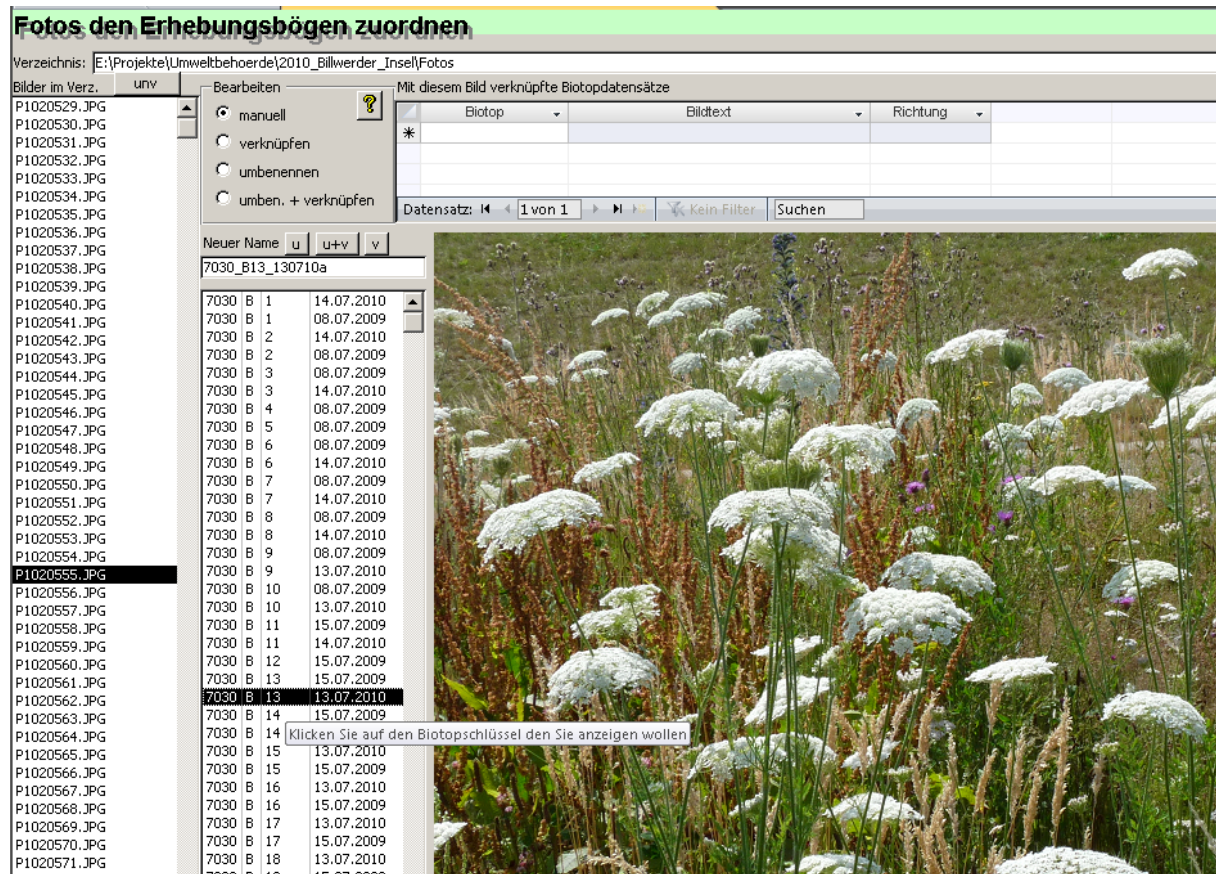 Fotos den Erhebungsbögen zuordnen
Verzeichnis: E:\Projekte\Umweltbehoerde\2010_Billwerder_Insel\Fotos
Bilder im Verz. unv
P1020529.JPG
P1020530.JPG
P1020531.JPG
P1020532.JPG
P1020533.JPG
P1020534.JPG
P1020535.JPG
P1020536.JPG
P1020537.JPG
P1020538.JPG
P1020539.JPG
P1020540.JPG
P1020541.JPG
P1020542.JPG
P1020543.JPG
P1020544.JPG
P1020545.JPG
P1020546.JPG
P1020547.JPG
P1020548.JPG
P1020549.JPG
P1020550.JPG
P1020551.JPG
P1020552.JPG
P1020553.JPG
P1020554.JPG
P1020555.JPG
P1020556.JPG
P1020557.JPG
P1020558.JPG
P1020559.JPG
P1020560.JPG
P1020561.JPG
P1020562.JPG
P1020563.JPG
P1020564.JPG
P1020565.JPG
P1020566.JPG
P1020567.JPG
P1020568.JPG
P1020569.JPG
P1020570.JPG
P1020571.JPG
Bearbeiten
?
manuell
verknüpfen
umbenennen
umben. + verknüpfen
Mit diesem Bild verknüpfte Biotopdatensätze
Biotop Bildtext Richtung
Datensatz: 1 von 1 Kein Filter Suchen
Neuer Name u u+v v
7030_B13_130710a
7030 B 1 14.07.2010
7030 B 1 08.07.2009
7030 B 2 14.07.2010
7030 B 2 08.07.2009
7030 B 3 08.07.2009
7030 B 3 14.07.2010
7030 B 4 08.07.2009
7030 B 5 08.07.2009
7030 B 6 08.07.2009
7030 B 6 14.07.2010
7030 B 7 08.07.2009
7030 B 7 14.07.2010
7030 B 8 08.07.2009
7030 B 8 14.07.2010
7030 B 9 08.07.2009
7030 B 9 13.07.2010
7030 B 10 08.07.2009
7030 B 10 13.07.2010
7030 B 11 15.07.2009
7030 B 11 14.07.2010
7030 B 12 15.07.2009
7030 B 13 15.07.2009
7030 B 13 13.07.2010
7030 B 14 15.07.2009
7030 B 14
Klicken Sie auf den Biotopschlüssel den Sie anzeigen wollen
7030 B 15 13.07.2010
7030 B 15 15.07.2009
7030 B 16 13.07.2010
7030 B 16 15.07.2009
7030 B 17 13.07.2010
7030 B 17 15.07.2009
7030 B 18 13.07.2010